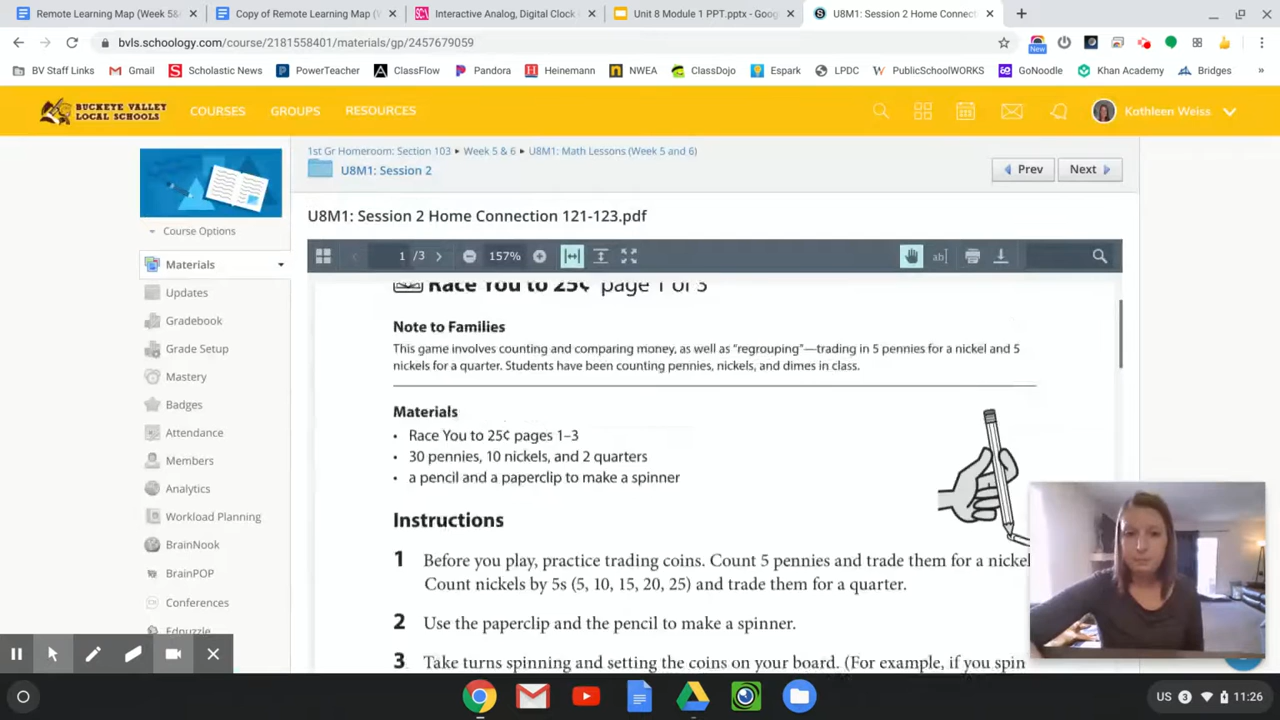 Remote Learning Map (Week 5&
Copy of Remote Learning Map (W
Interactive Analog, Digital Clock
Unit 8 Module 1 PPT.pptx - Goog
U8M1: Session 2 Home Connect
bvls.schoology.com/course/2181558401/materials/gp/2457679059
New
BV Staff Links
Gmail
Scholastic News
PowerTeacher
ClassFlow
Pandora
Heinemann
NWEA
ClassDojo
Espark
LPDC
PublicSchoolWORKS
GoNoodle
Khan Academy
Bridges
»
BUCKEYE VALLEY
LOCAL SCHOOLS
COURSES
GROUPS
RESOURCES
Kathleen Weiss
1st Gr Homeroom: Section 103 ▸ Week 5 & 6 ▸ U8M1: Math Lessons (Week 5 and 6)
U8M1: Session 2
Prev
Next
U8M1: Session 2 Home Connection 121-123.pdf
Course Options
Materials
Updates
Gradebook
Grade Setup
Mastery
Badges
Attendance
Members
Analytics
Workload Planning
BrainNook
BrainPOP
Conferences
Edpuzzle
1 /3
157%
ab
Race You to 25¢ page 1 of 3
Note to Families
This game involves counting and comparing money, as well as “regrouping”—trading in 5 pennies for a nickel and 5
nickels for a quarter. Students have been counting pennies, nickels, and dimes in class.
Materials
• Race You to 25¢ pages 1–3
• 30 pennies, 10 nickels, and 2 quarters
• a pencil and a paperclip to make a spinner
Instructions
1 Before you play, practice trading coins. Count 5 pennies and trade them for a nickel
Count nickels by 5s (5, 10, 15, 20, 25) and trade them for a quarter.
2 Use the paperclip and the pencil to make a spinner.
3 Take turns spinning and setting the coins on your board. (For example, if you spin
US
3
11:26